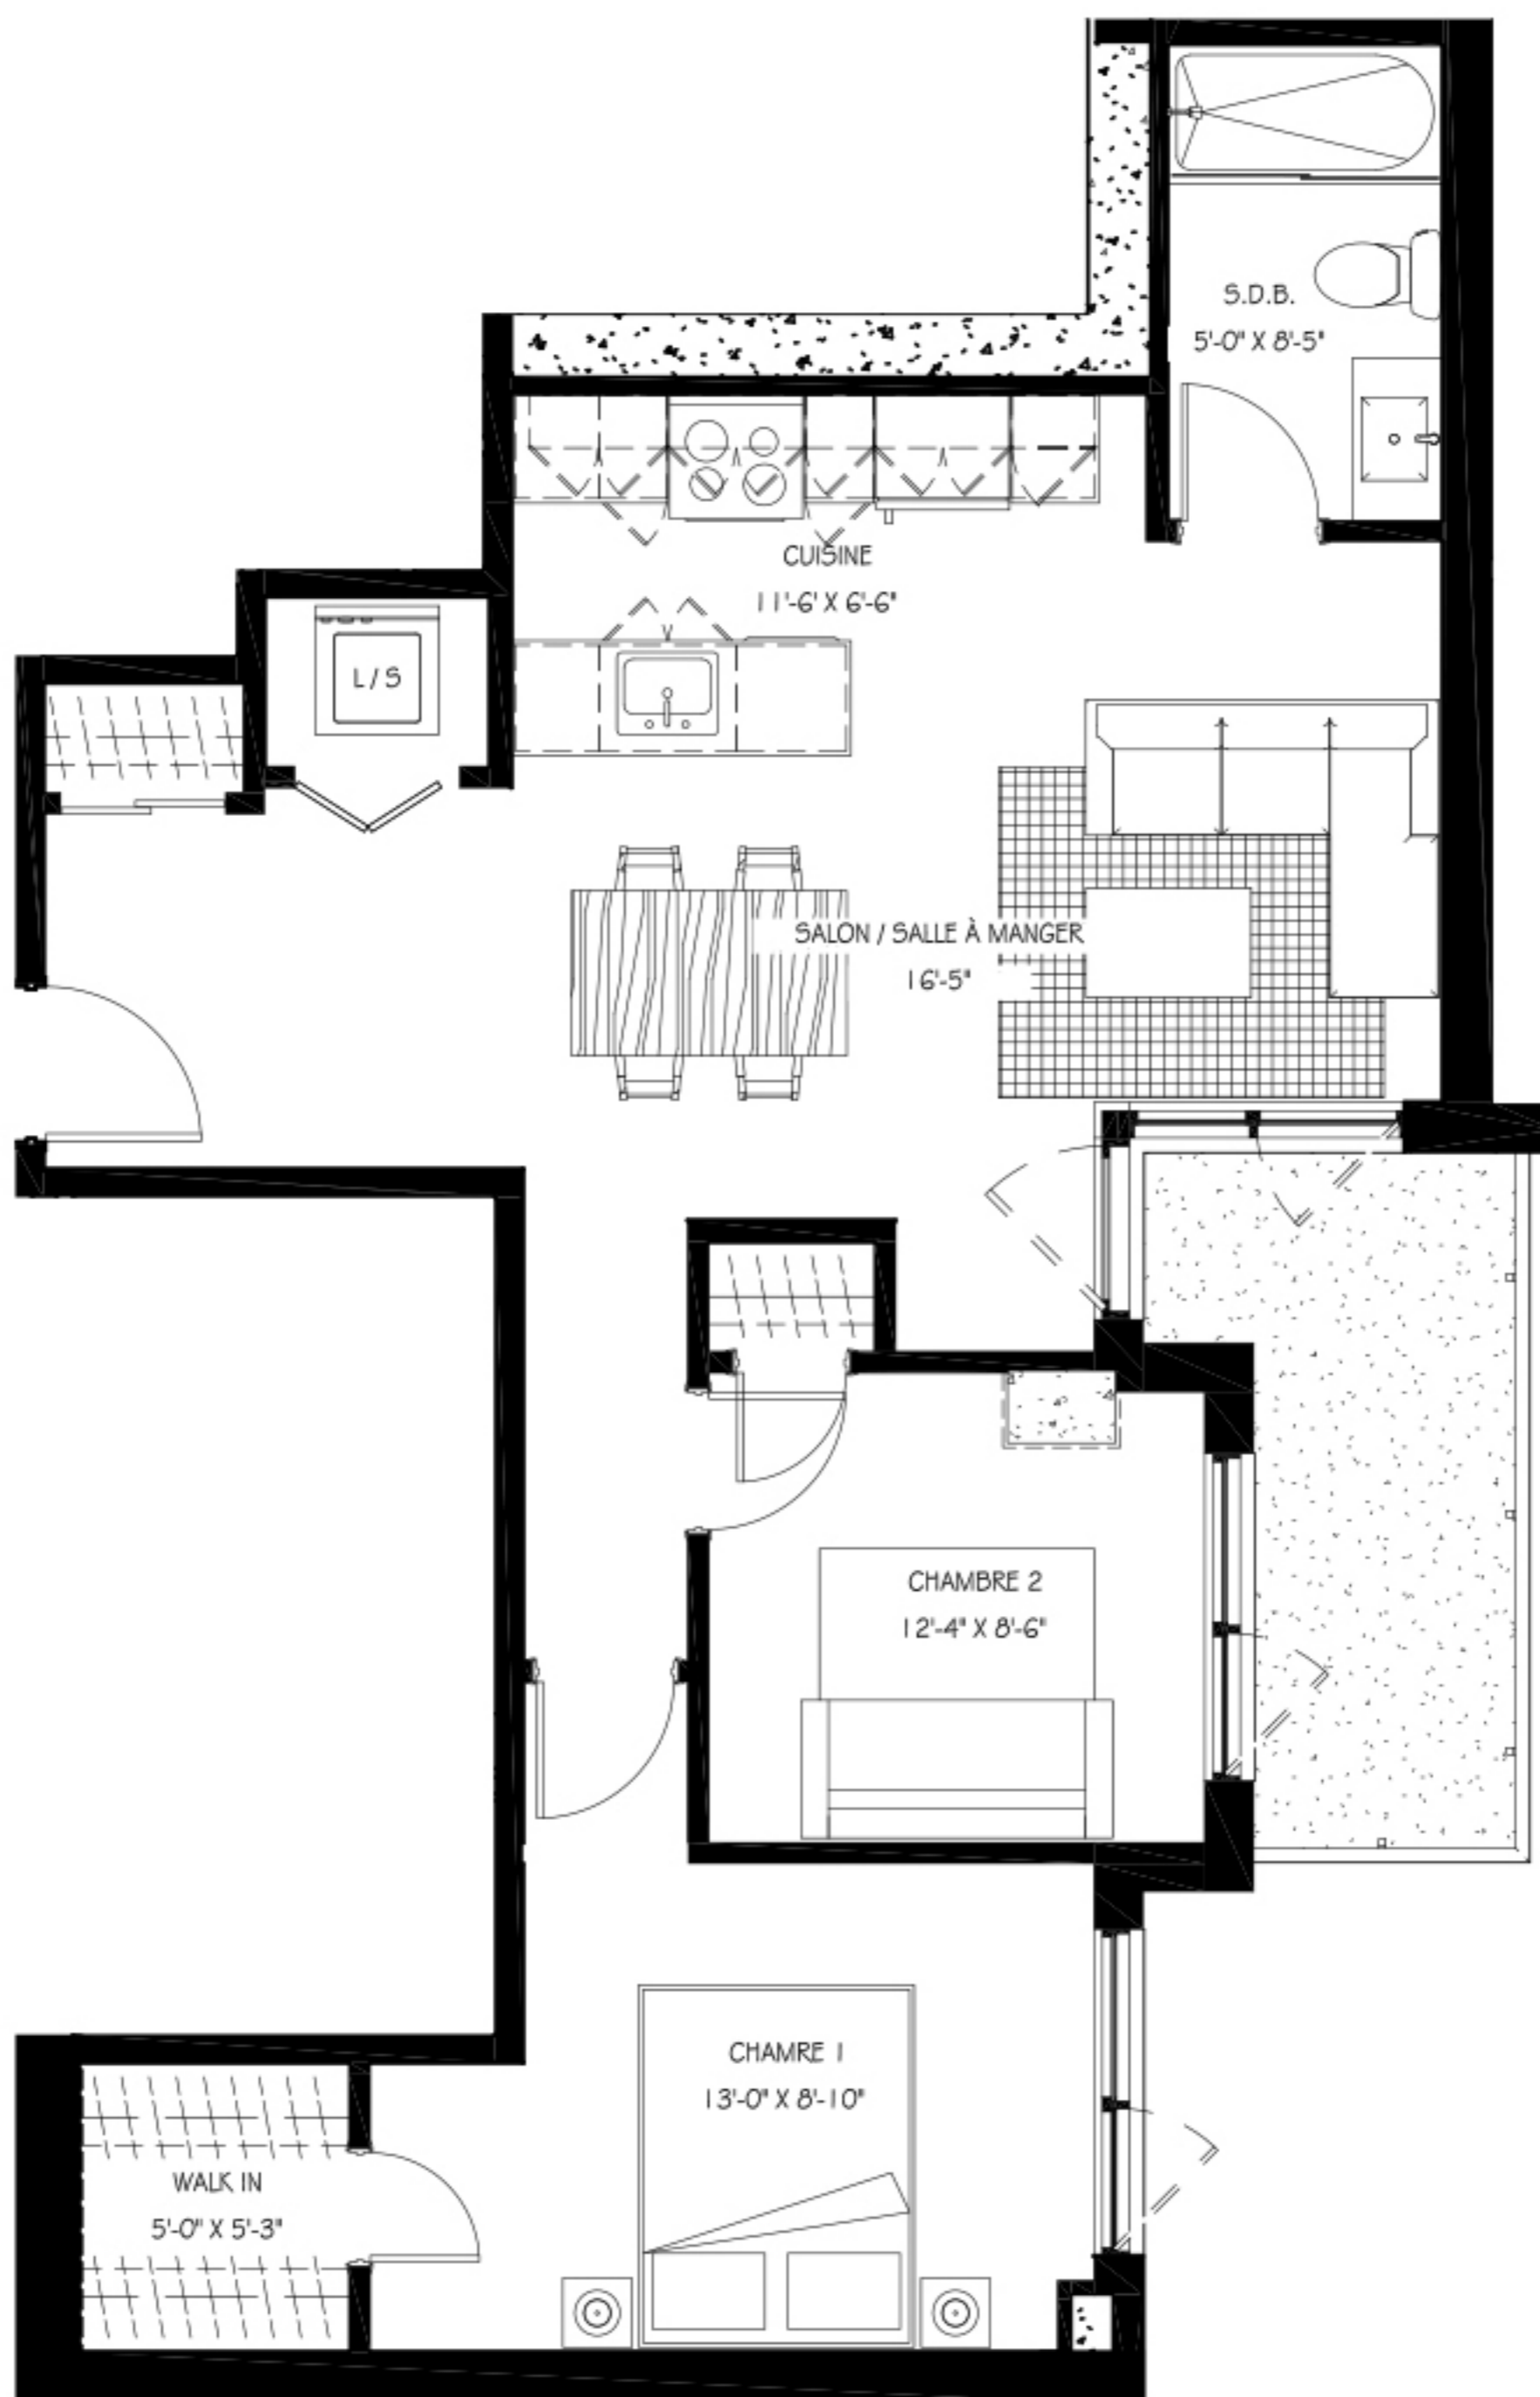 S.D.B.
5'-0" X 8'-5"
CUISINE
11'-6' X 6'-6"
L / S
SALON / SALLE À MANGER
16'-5"
CHAMBRE 2
12'-4" X 8'-6"
CHAMRE 1
13'-0" X 8'-10"
WALK IN
5'-0" X 5'-3"